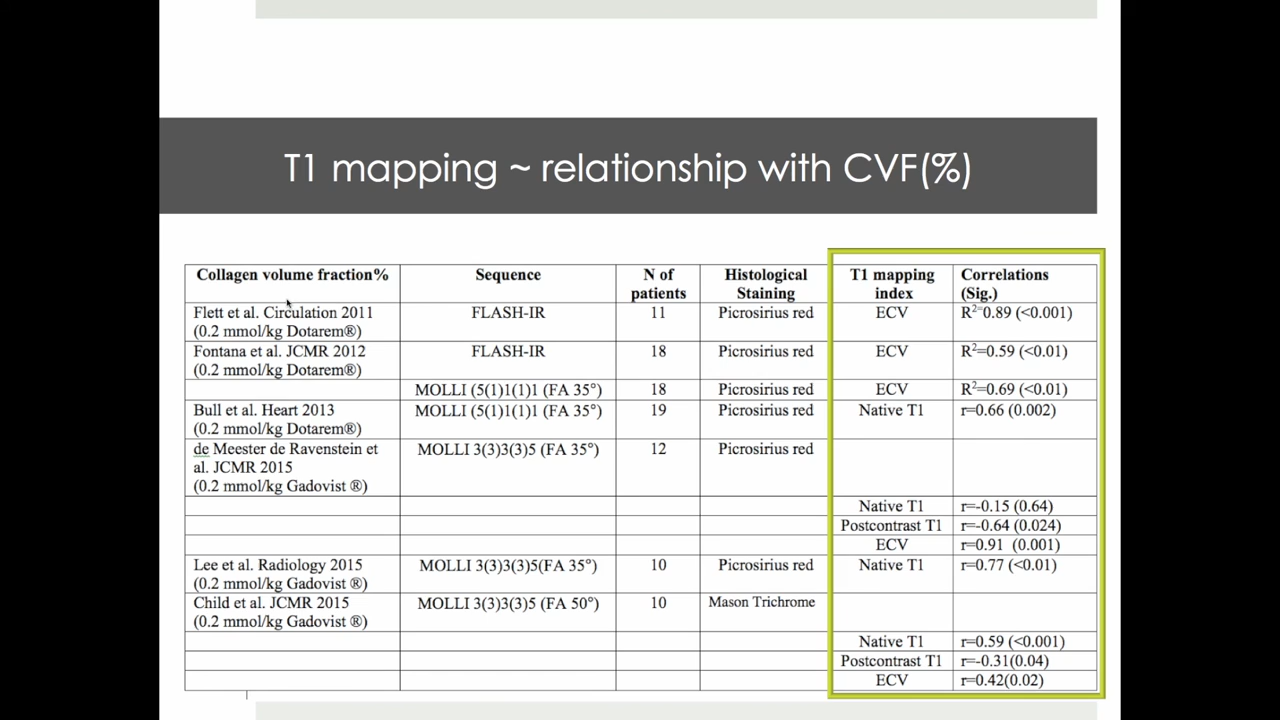 T1 mapping ~ relationship with CVF(%)
Collagen volume fraction% Sequence N of patients Histological Staining T1 mapping index Correlations (Sig.)
Flett et al. Circulation 2011 FLASH-IR 11 Picrosirius red ECV R²=0.89 (<0.001)
(0.2 mmol/kg Dotarem®)
Fontana et al. JCMR 2012 FLASH-IR 18 Picrosirius red ECV R²=0.59 (<0.01)
(0.2 mmol/kg Dotarem®)
MOLLI (5(1)1(1)1 (FA 35°) 18 Picrosirius red ECV R²=0.69 (<0.01)
Bull et al. Heart 2013 MOLLI (5(1)1(1)1 (FA 35°) 19 Picrosirius red Native T1 r=0.66 (0.002)
(0.2 mmol/kg Dotarem®)
de Meester de Ravenstein et MOLLI 3(3)3(3)5 (FA 35°) 12 Picrosirius red
al. JCMR 2015
(0.2 mmol/kg Gadovist ®)
Native T1 r=-0.15 (0.64)
Postcontrast T1 r=-0.64 (0.024)
ECV r=0.91 (0.001)
Lee et al. Radiology 2015 MOLLI 3(3)3(3)5(FA 35°) 10 Picrosirius red Native T1 r=0.77 (<0.01)
(0.2 mmol/kg Gadovist ®)
Child et al. JCMR 2015 MOLLI 3(3)3(3)5 (FA 50°) 10 Mason Trichrome
(0.2 mmol/kg Gadovist ®)
Native T1 r=0.59 (<0.001)
Postcontrast T1 r=-0.31(0.04)
ECV r=0.42(0.02)